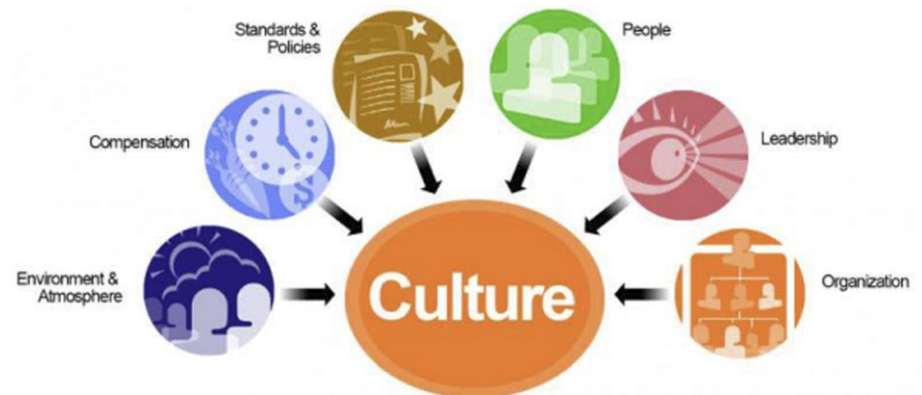 Standards &
Policies
People
Compensation
Leadership
Environment &
Atmosphere
Culture
Organization
$